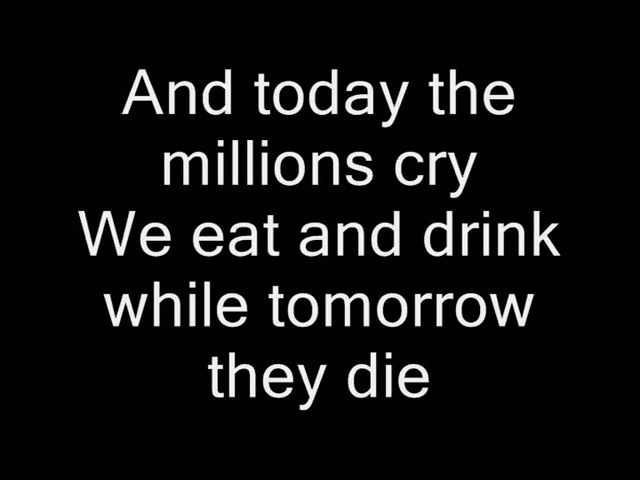 And today the
millions cry
We eat and drink
while tomorrow
they die